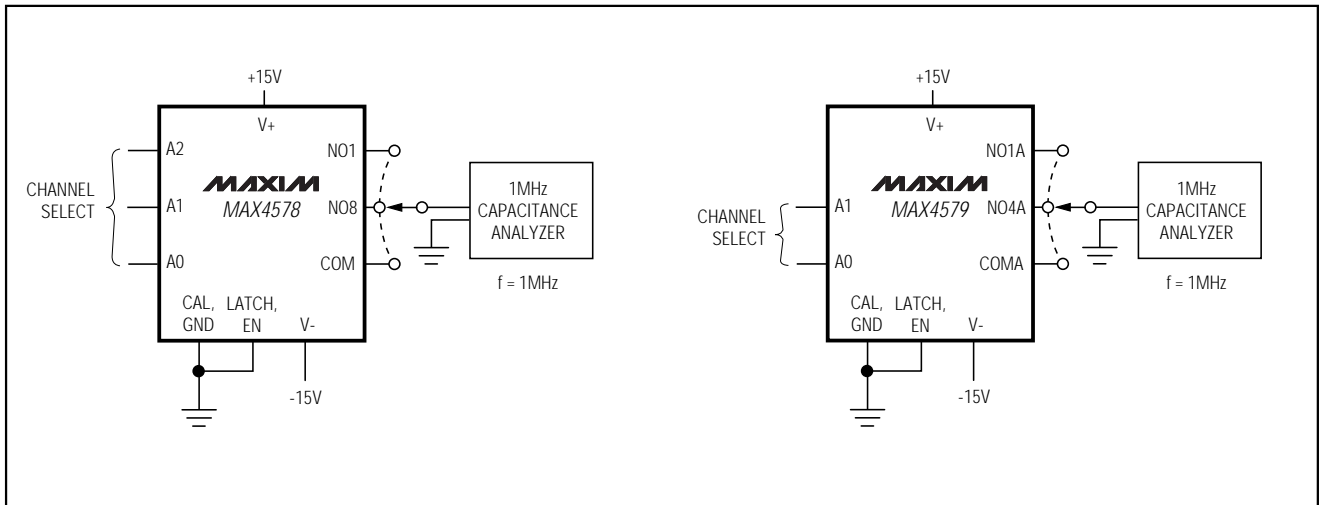 +15V
V+
A2
NO1
CHANNEL
SELECT
A1
MAXIM
MAX4578
NO8
1MHz
CAPACITANCE
ANALYZER
A0
COM
f = 1MHz
CAL,
GND
LATCH,
EN
V-
-15V
+15V
V+
NO1A
CHANNEL
SELECT
A1
MAXIM
MAX4579
NO4A
1MHz
CAPACITANCE
ANALYZER
A0
COMA
f = 1MHz
CAL,
GND
LATCH,
EN
V-
-15V